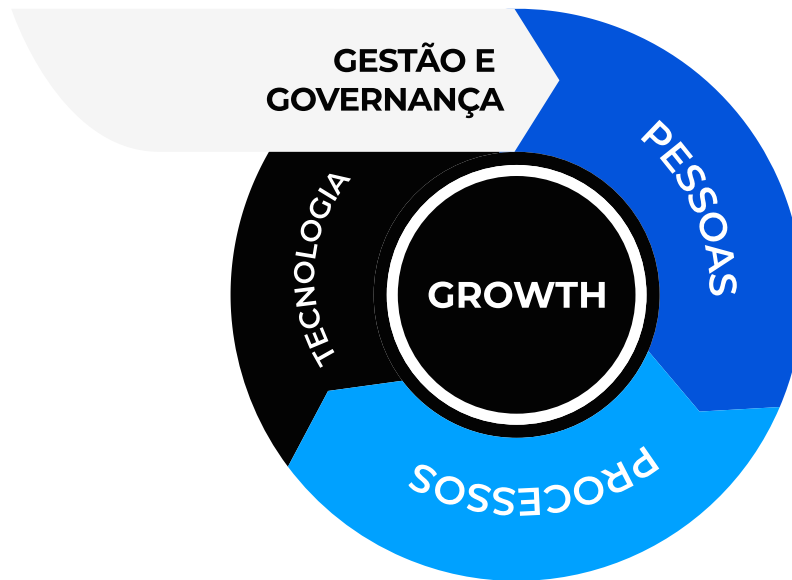 GESTÃO E
GOVERNANÇA
PESSOAS
TECNOLOGIA
GROWTH
PROCESSOS